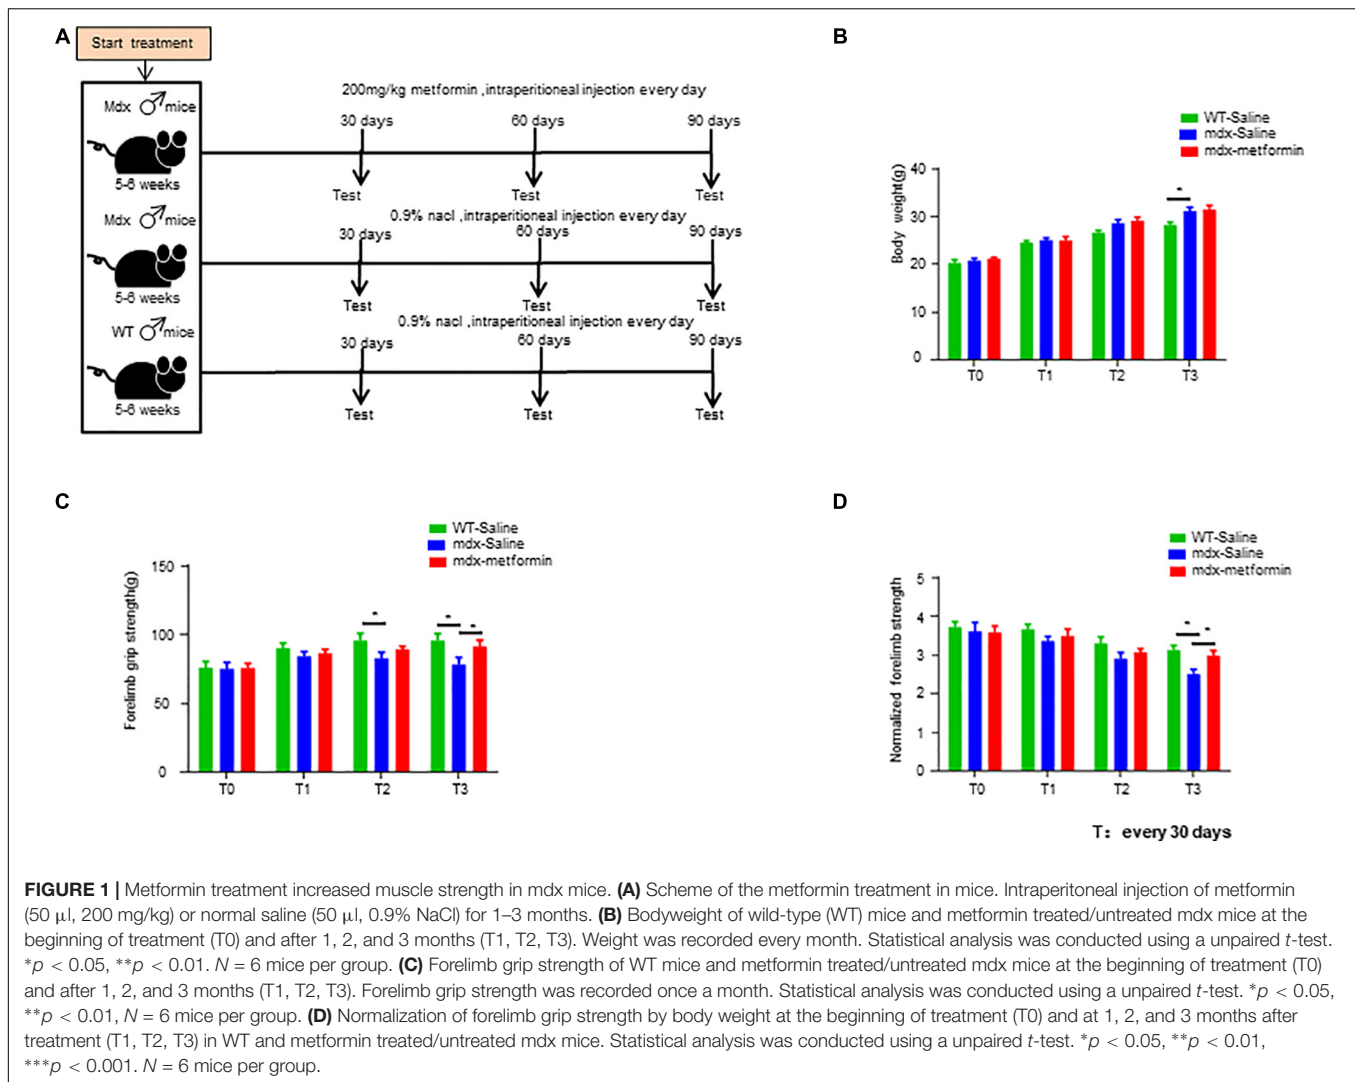 A
Start treatment
Mdx ♂ mice
5-6 weeks
Mdx ♂ mice
5-6 weeks
WT ♂ mice
5-6 weeks
200mg/kg metformin ,intraperitioneal injection every day
30 days 60 days 90 days
Test Test Test
0.9% nacl ,intraperitioneal injection every day
30 days 60 days 90 days
Test Test Test
0.9% nacl ,intraperitioneal injection every day
30 days 60 days 90 days
Test Test Test
B
WT-Saline
mdx-Saline
mdx-metformin
Body weight(g)
40
30
20
10
0
*
T0 T1 T2 T3
C
WT-Saline
mdx-Saline
mdx-metformin
Forelimb grip strength(g)
150
100
50
0
* * *
T0 T1 T2 T3
D
WT-Saline
mdx-Saline
mdx-metformin
Normalized forelimb strength
5
4
3
2
1
0
* *
T0 T1 T2 T3
T: every 30 days
FIGURE 1 | Metformin treatment increased muscle strength in mdx mice. (A) Scheme of the metformin treatment in mice. Intraperitoneal injection of metformin
(50 μl, 200 mg/kg) or normal saline (50 μl, 0.9% NaCl) for 1–3 months. (B) Bodyweight of wild-type (WT) mice and metformin treated/untreated mdx mice at the
beginning of treatment (T0) and after 1, 2, and 3 months (T1, T2, T3). Weight was recorded every month. Statistical analysis was conducted using a unpaired t-test.
*p < 0.05, **p < 0.01. N = 6 mice per group. (C) Forelimb grip strength of WT mice and metformin treated/untreated mdx mice at the beginning of treatment (T0)
and after 1, 2, and 3 months (T1, T2, T3). Forelimb grip strength was recorded once a month. Statistical analysis was conducted using a unpaired t-test. *p < 0.05,
**p < 0.01, N = 6 mice per group. (D) Normalization of forelimb grip strength by body weight at the beginning of treatment (T0) and at 1, 2, and 3 months after
treatment (T1, T2, T3) in WT and metformin treated/untreated mdx mice. Statistical analysis was conducted using a unpaired t-test. *p < 0.05, **p < 0.01,
***p < 0.001. N = 6 mice per group.